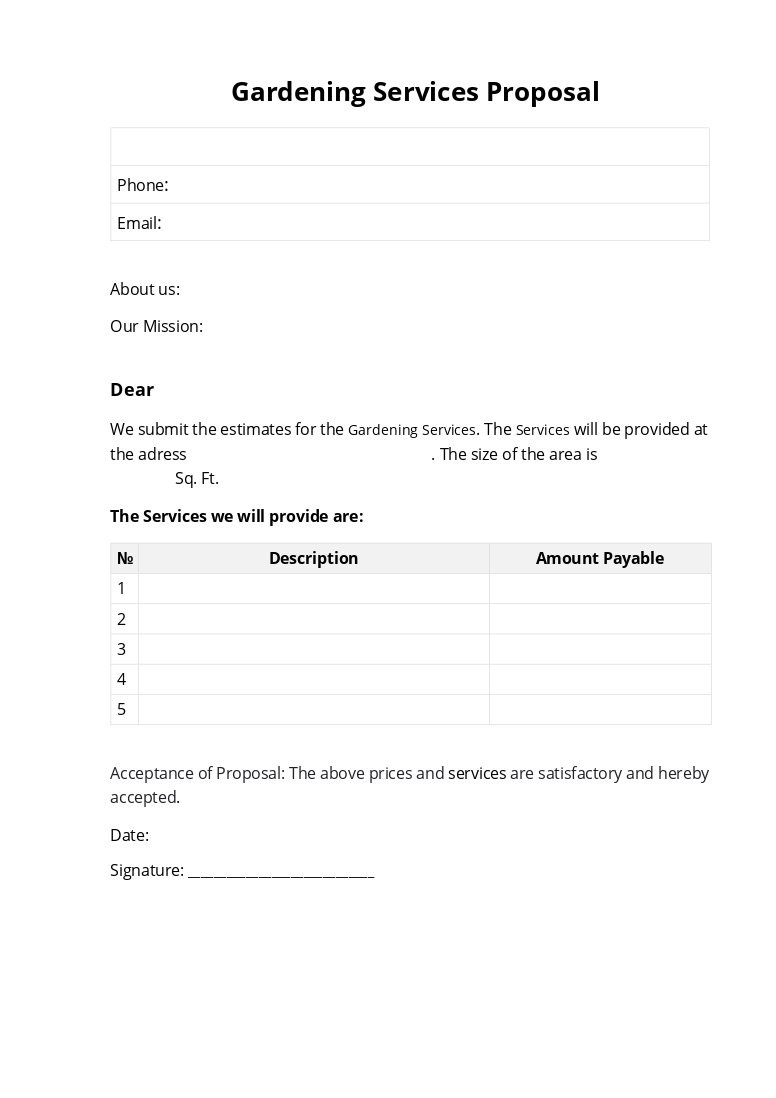 Gardening Services Proposal
Phone:
Email:
About us:
Our Mission:
Dear
We submit the estimates for the Gardening Services. The Services will be provided at
the adress . The size of the area is
Sq. Ft.
The Services we will provide are:
№ Description Amount Payable
1
2
3
4
5
Acceptance of Proposal: The above prices and services are satisfactory and hereby
accepted.
Date:
Signature: ___________________________